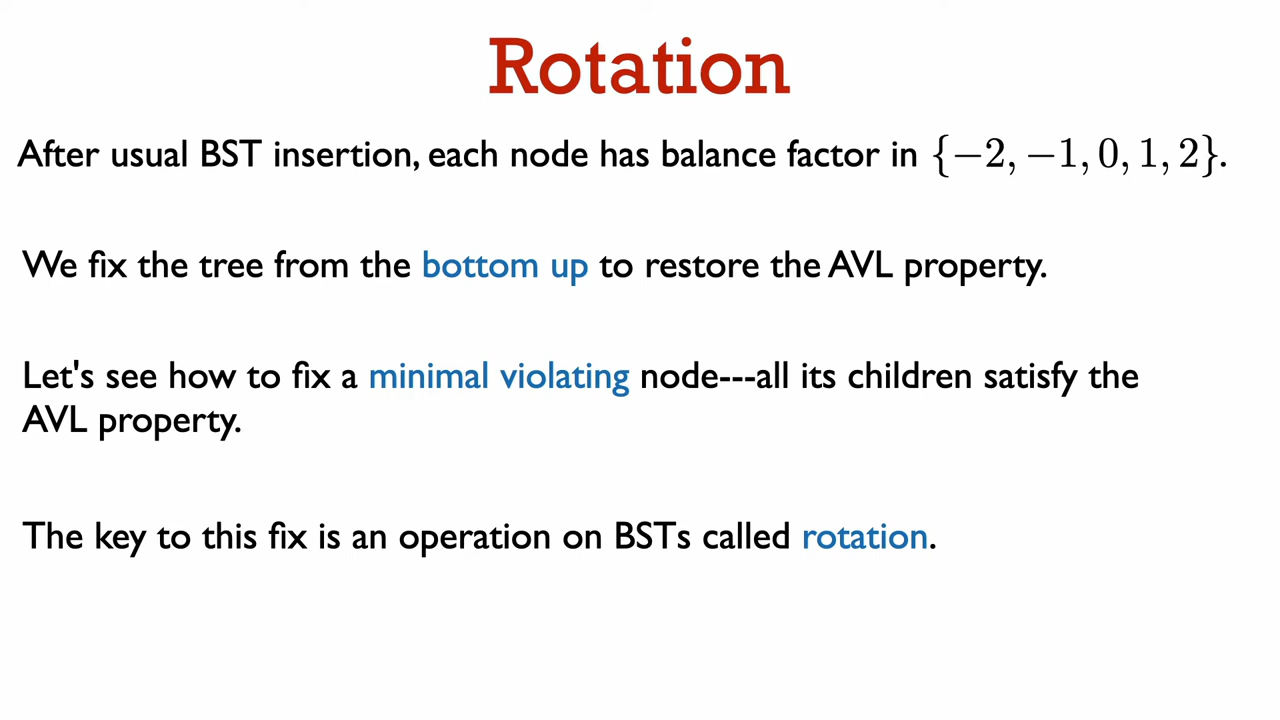 Rotation
After usual BST insertion, each node has balance factor in {−2, −1, 0, 1, 2}.
We fix the tree from the bottom up to restore the AVL property.
Let's see how to fix a minimal violating node---all its children satisfy the
AVL property.
The key to this fix is an operation on BSTs called rotation.